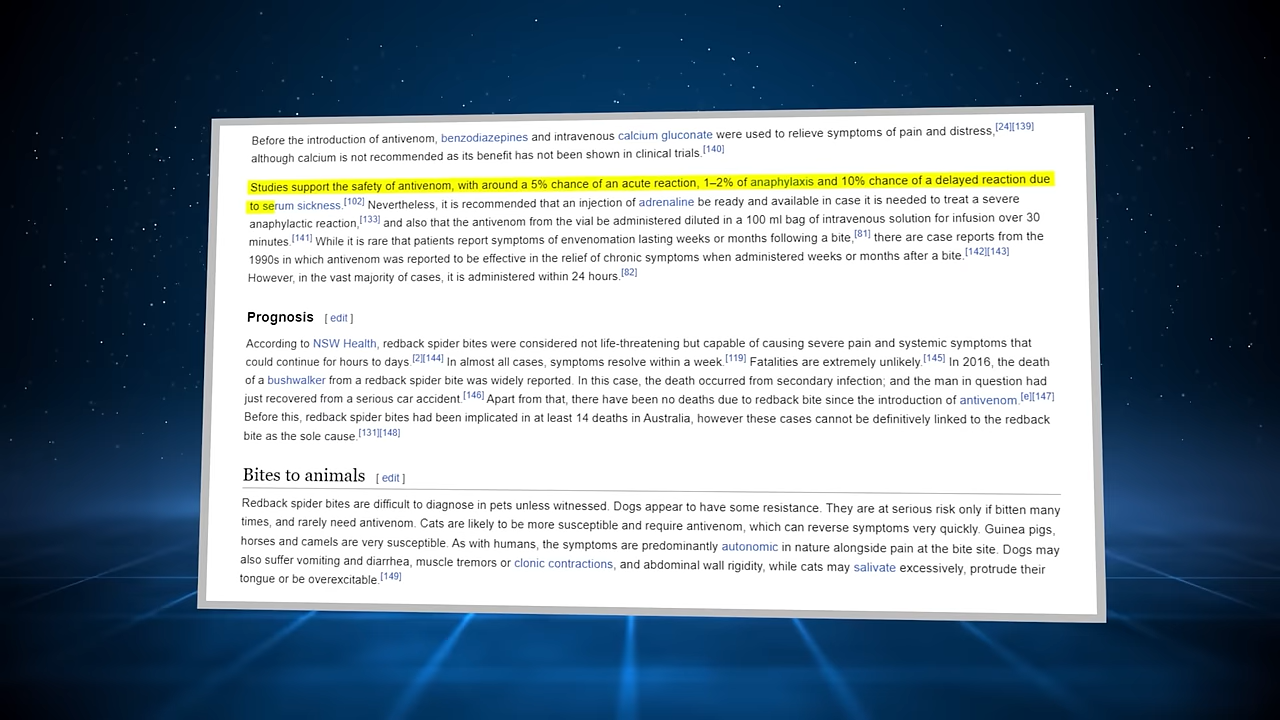 Before the introduction of antivenom, benzodiazepines and intravenous calcium gluconate were used to relieve symptoms of pain and distress,[24][139]
although calcium is not recommended as its benefit has not been shown in clinical trials.[140]
Studies support the safety of antivenom, with around a 5% chance of an acute reaction, 1–2% of anaphylaxis and 10% chance of a delayed reaction due
to serum sickness.[102] Nevertheless, it is recommended that an injection of adrenaline be ready and available in case it is needed to treat a severe
anaphylactic reaction,[133] and also that the antivenom from the vial be administered diluted in a 100 ml bag of intravenous solution for infusion over 30
minutes.[141] While it is rare that patients report symptoms of envenomation lasting weeks or months following a bite,[81] there are case reports from the
1990s in which antivenom was reported to be effective in the relief of chronic symptoms when administered weeks or months after a bite.[142][143]
However, in the vast majority of cases, it is administered within 24 hours.[82]
Prognosis [ edit ]
According to NSW Health, redback spider bites were considered not life-threatening but capable of causing severe pain and systemic symptoms that
could continue for hours to days.[2][144] In almost all cases, symptoms resolve within a week.[119] Fatalities are extremely unlikely.[145] In 2016, the death
of a bushwalker from a redback spider bite was widely reported. In this case, the death occurred from secondary infection; and the man in question had
just recovered from a serious car accident.[146] Apart from that, there have been no deaths due to redback bite since the introduction of antivenom.[e][147]
Before this, redback spider bites had been implicated in at least 14 deaths in Australia, however these cases cannot be definitively linked to the redback
bite as the sole cause.[131][148]
Bites to animals [ edit ]
Redback spider bites are difficult to diagnose in pets unless witnessed. Dogs appear to have some resistance. They are at serious risk only if bitten many
times, and rarely need antivenom. Cats are likely to be more susceptible and require antivenom, which can reverse symptoms very quickly. Guinea pigs,
horses and camels are very susceptible. As with humans, the symptoms are predominantly autonomic in nature alongside pain at the bite site. Dogs may
also suffer vomiting and diarrhea, muscle tremors or clonic contractions, and abdominal wall rigidity, while cats may salivate excessively, protrude their
tongue or be overexcitable.[149]